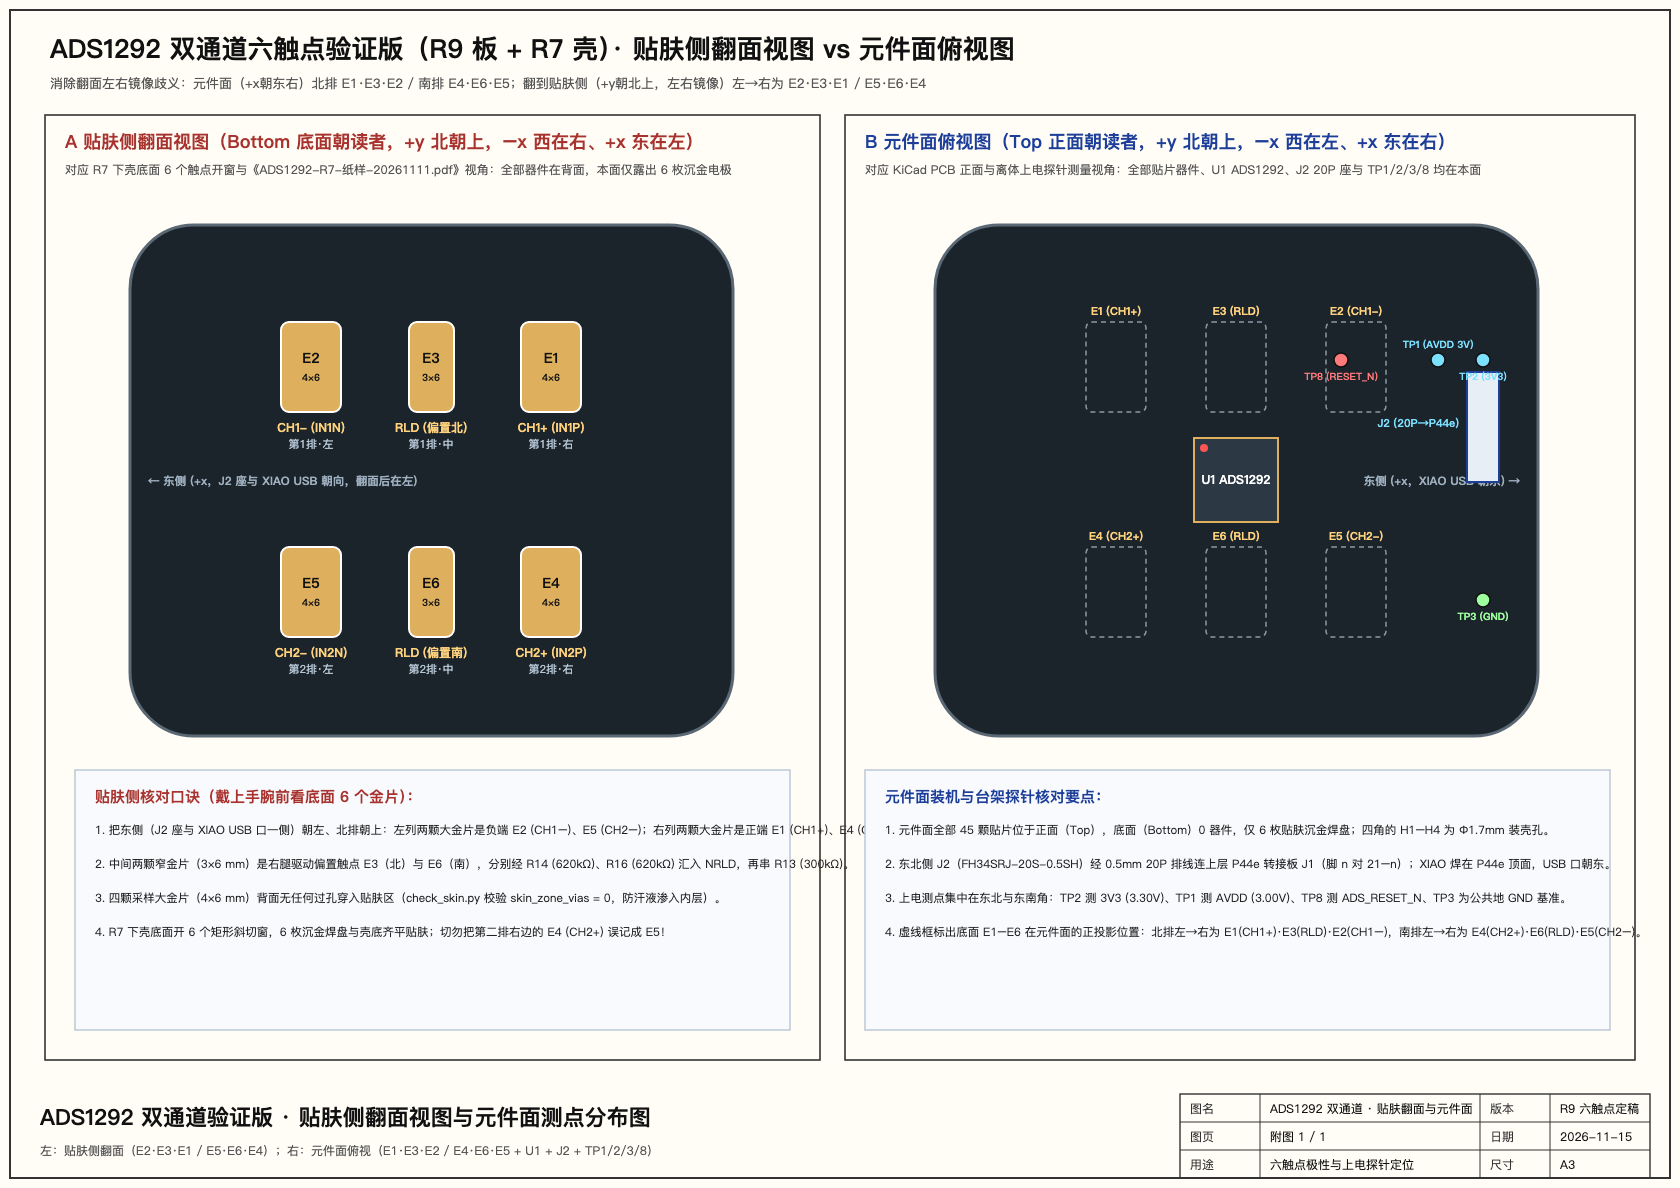 ADS1292 双通道六触点验证版（R9 板 + R7 壳）· 贴肤侧翻面视图 vs 元件面俯视图
消除翻面左右镜像歧义：元件面（+x朝东右）北排 E1·E3·E2 / 南排 E4·E6·E5；翻到贴肤侧（+y朝北上，左右镜像）左→右为 E2·E3·E1 / E5·E6·E4
A 贴肤侧翻面视图（Bottom 底面朝读者，+y 北朝上，−x 西在右、+x 东在左）
对应 R7 下壳底面 6 个触点开窗与《ADS1292-R7-纸样-20261111.pdf》视角：全部器件在背面，本面仅露出 6 枚沉金电极
E2
4×6
E3
3×6
E1
4×6
CH1− (IN1N)
RLD (偏置北)
CH1+ (IN1P)
第1排·左
第1排·中
第1排·右
← 东侧 (+x，J2 座与 XIAO USB 朝向，翻面后在左)
E5
4×6
E6
3×6
E4
4×6
CH2− (IN2N)
RLD (偏置南)
CH2+ (IN2P)
第2排·左
第2排·中
第2排·右
贴肤侧核对口诀（戴上手腕前看底面 6 个金片）：
1. 把东侧（J2 座与 XIAO USB 口一侧）朝左、北排朝上：左列两颗大金片是负端 E2 (CH1−)、E5 (CH2−)；右列两颗大金片是正端 E1 (CH1+)、E4 (C
2. 中间两颗窄金片（3×6 mm）是右腿驱动偏置触点 E3（北）与 E6（南），分别经 R14 (620kΩ)、R16 (620kΩ) 汇入 NRLD，再串 R13 (300kΩ)。
3. 四颗采样大金片（4×6 mm）背面无任何过孔穿入贴肤区（check_skin.py 校验 skin_zone_vias = 0，防汗液渗入内层）。
4. R7 下壳底面开 6 个矩形斜切窗，6 枚沉金焊盘与壳底齐平贴肤；切勿把第二排右边的 E4 (CH2+) 误记成 E5！
B 元件面俯视图（Top 正面朝读者，+y 北朝上，−x 西在左、+x 东在右）
对应 KiCad PCB 正面与离体上电探针测量视角：全部贴片器件、U1 ADS1292、J2 20P 座与 TP1/2/3/8 均在本面
E1 (CH1+)
E3 (RLD)
E2 (CH1−)
TP1 (AVDD 3V)
TP8 (RESET_N)
TP2 (3V3)
J2 (20P→P44e)
U1 ADS1292
东侧 (+x，XIAO USB 朝东) →
E4 (CH2+)
E6 (RLD)
E5 (CH2−)
TP3 (GND)
元件面装机与台架探针核对要点：
1. 元件面全部 45 颗贴片位于正面（Top），底面（Bottom）0 器件，仅 6 枚贴肤沉金焊盘；四角的 H1−H4 为 Φ1.7mm 装壳孔。
2. 东北侧 J2（FH34SRJ-20S-0.5SH）经 0.5mm 20P 排线连上层 P44e 转接板 J1（脚 n 对 21−n）；XIAO 焊在 P44e 顶面，USB 口朝东。
3. 上电测点集中在东北与东南角：TP2 测 3V3 (3.30V)、TP1 测 AVDD (3.00V)、TP8 测 ADS_RESET_N、TP3 为公共地 GND 基准。
4. 虚线框标出底面 E1−E6 在元件面的正投影位置：北排左→右为 E1(CH1+)·E3(RLD)·E2(CH1−)，南排左→右为 E4(CH2+)·E6(RLD)·E5(CH2−)。
ADS1292 双通道验证版 · 贴肤侧翻面视图与元件面测点分布图
左：贴肤侧翻面（E2·E3·E1 / E5·E6·E4）；右：元件面俯视（E1·E3·E2 / E4·E6·E5 + U1 + J2 + TP1/2/3/8)
图名 ADS1292 双通道 · 贴肤翻面与元件面 版本 R9 六触点定稿
图页 附图 1 / 1 日期 2026-11-15
用途 六触点极性与上电探针定位 尺寸 A3